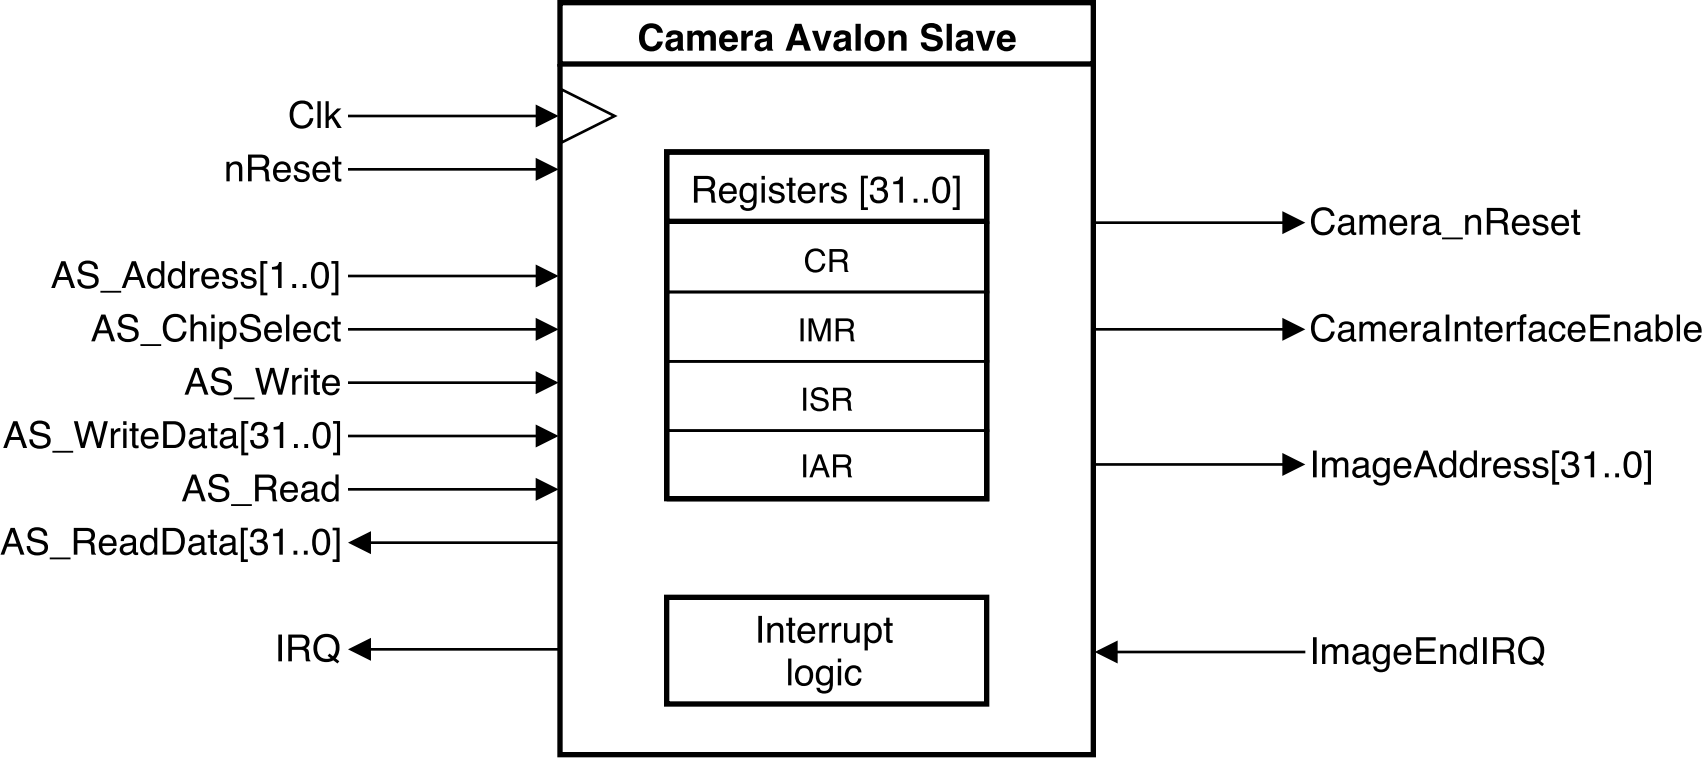 Camera Avalon Slave
Clk
nReset
AS_Address[1..0]
AS_ChipSelect
AS_Write
AS_WriteData[31..0]
AS_Read
AS_ReadData[31..0]
IRQ
Registers [31..0]
CR
IMR
ISR
IAR
Interrupt
logic
Camera_nReset
CameraInterfaceEnable
ImageAddress[31..0]
ImageEndIRQ